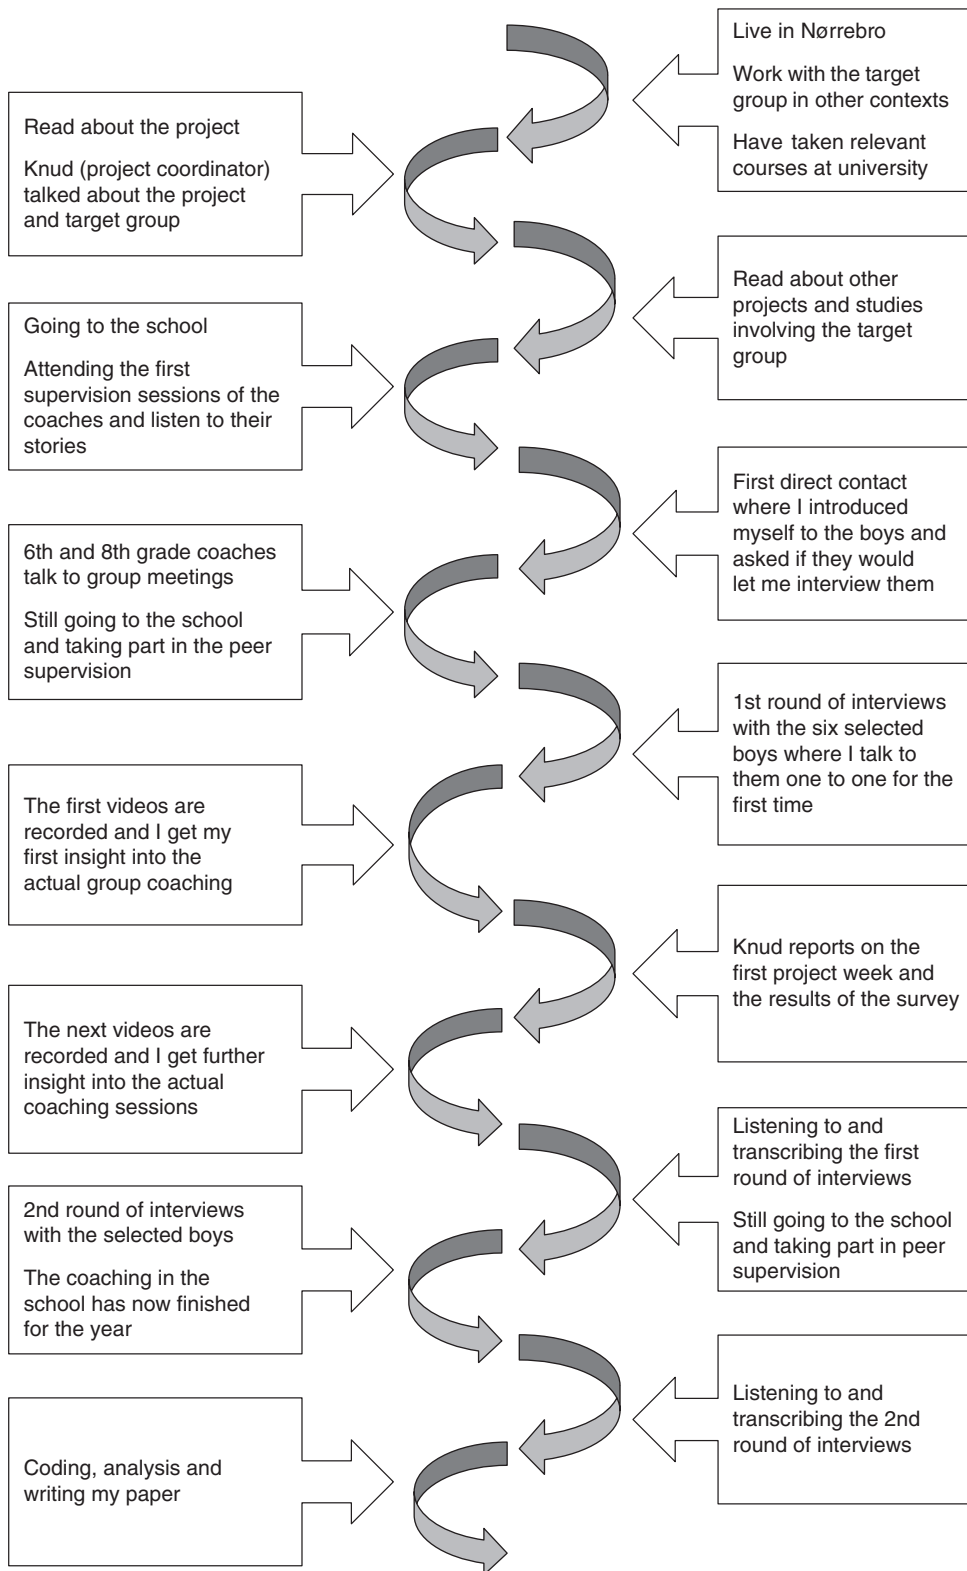 Live in Nørrebro
Work with the target
group in other contexts
Have taken relevant
courses at university
Read about the project
Knud (project coordinator)
talked about the project
and target group
Read about other
projects and studies
involving the target
group
Going to the school
Attending the first
supervision sessions of the
coaches and listen to their
stories
First direct contact
where I introduced
myself to the boys and
asked if they would
let me interview them
6th and 8th grade coaches
talk to group meetings
Still going to the school
and taking part in the peer
supervision
1st round of interviews
with the six selected
boys where I talk to
them one to one for the
first time
The first videos are
recorded and I get my
first insight into the
actual group coaching
Knud reports on the
first project week and
the results of the survey
The next videos are
recorded and I get further
insight into the actual
coaching sessions
Listening to and
transcribing the first
round of interviews
Still going to the school
and taking part in peer
supervision
2nd round of interviews
with the selected boys
The coaching in the
school has now finished
for the year
Listening to and
transcribing the 2nd
round of interviews
Coding, analysis and
writing my paper